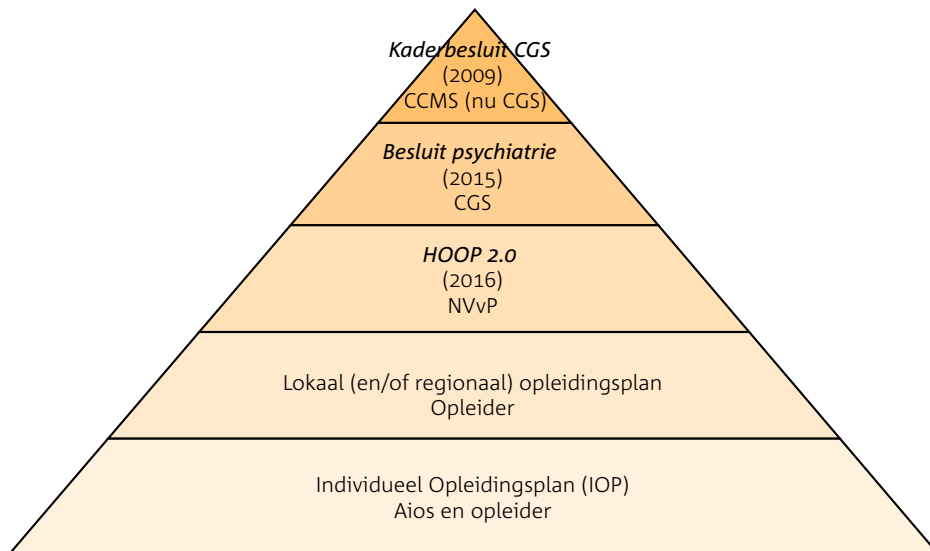 Kaderbesluit CGS
(2009)
CCMS (nu CGS)
Besluit psychiatrie
(2015)
CGS
HOOP 2.0
(2016)
NVvP
Lokaal (en/of regionaal) opleidingsplan
Opleider
Individueel Opleidingsplan (IOP)
Aios en opleider